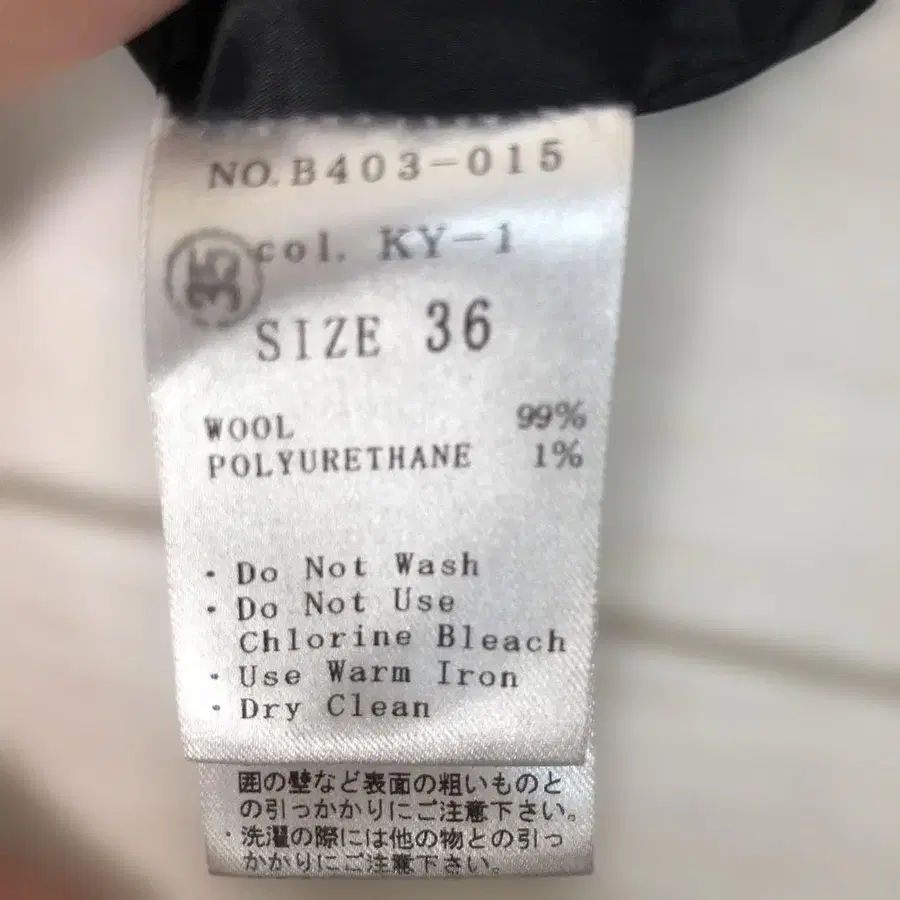 NO. B403-015
col. KY-1
35
SIZE 36
WOOL 99%
POLYURETHANE 1%
・Do Not Wash
・Do Not Use
Chlorine Bleach
・Use Warm Iron
・Dry Clean
囲の壁など表面の粗いものと
の引っかかりにご注意下さい。
・洗濯の際には他の物との引っ
かかりにご注意下さい。